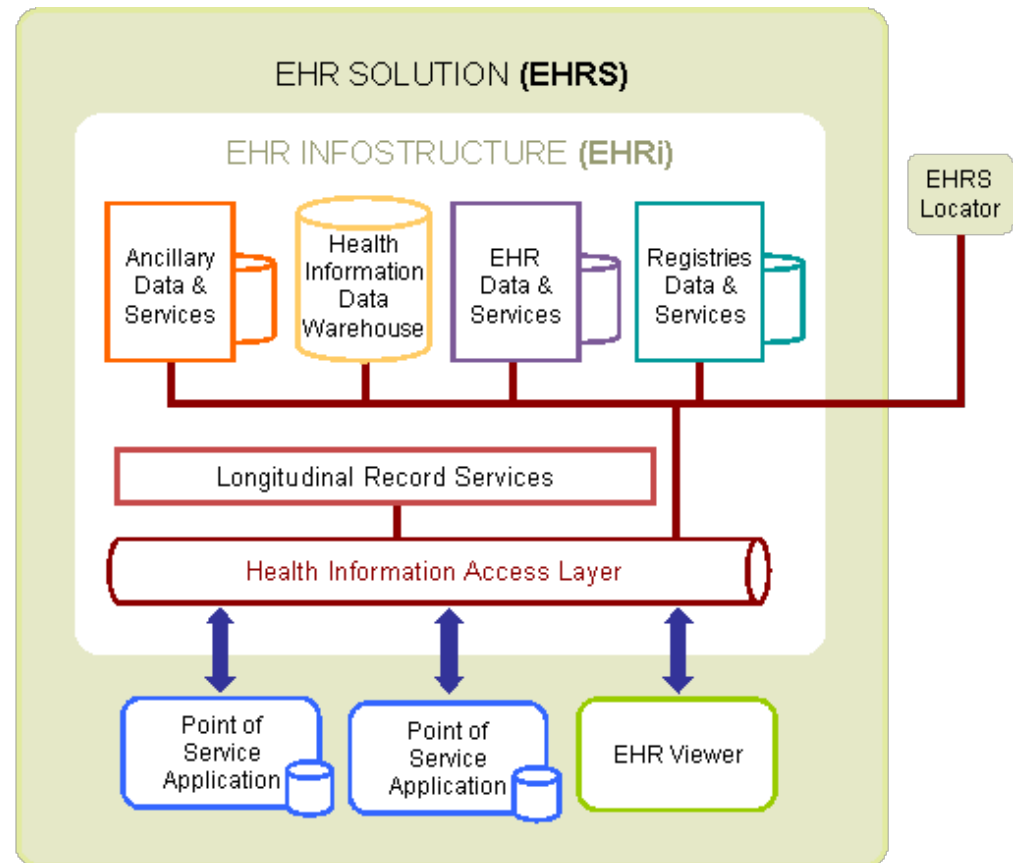 EHR SOLUTION (EHRS)
EHR INFOSTRUCTURE (EHRi)
EHRS
Locator
Ancillary
Data &
Services
Health
Information
Data
Warehouse
EHR
Data &
Services
Registries
Data &
Services
Longitudinal Record Services
Health Information Access Layer
Point of
Service
Application
Point of
Service
Application
EHR Viewer